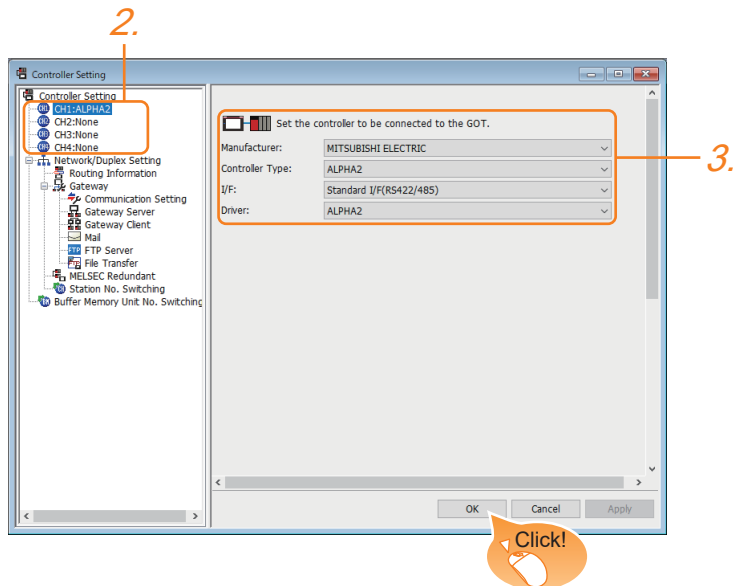 2.
Controller Setting
Controller Setting
CH1:ALPHA2
CH2:None
CH3:None
CH4:None
Network/Duplex Setting
Routing Information
Gateway
Communication Setting
Gateway Server
Gateway Client
Mail
FTP FTP Server
File Transfer
MELSEC Redundant
Station No. Switching
Buffer Memory Unit No. Switching
Set the controller to be connected to the GOT.
Manufacturer: MITSUBISHI ELECTRIC
Controller Type: ALPHA2
I/F: Standard I/F(RS422/485)
Driver: ALPHA2
3.
OK Cancel Apply
Click!